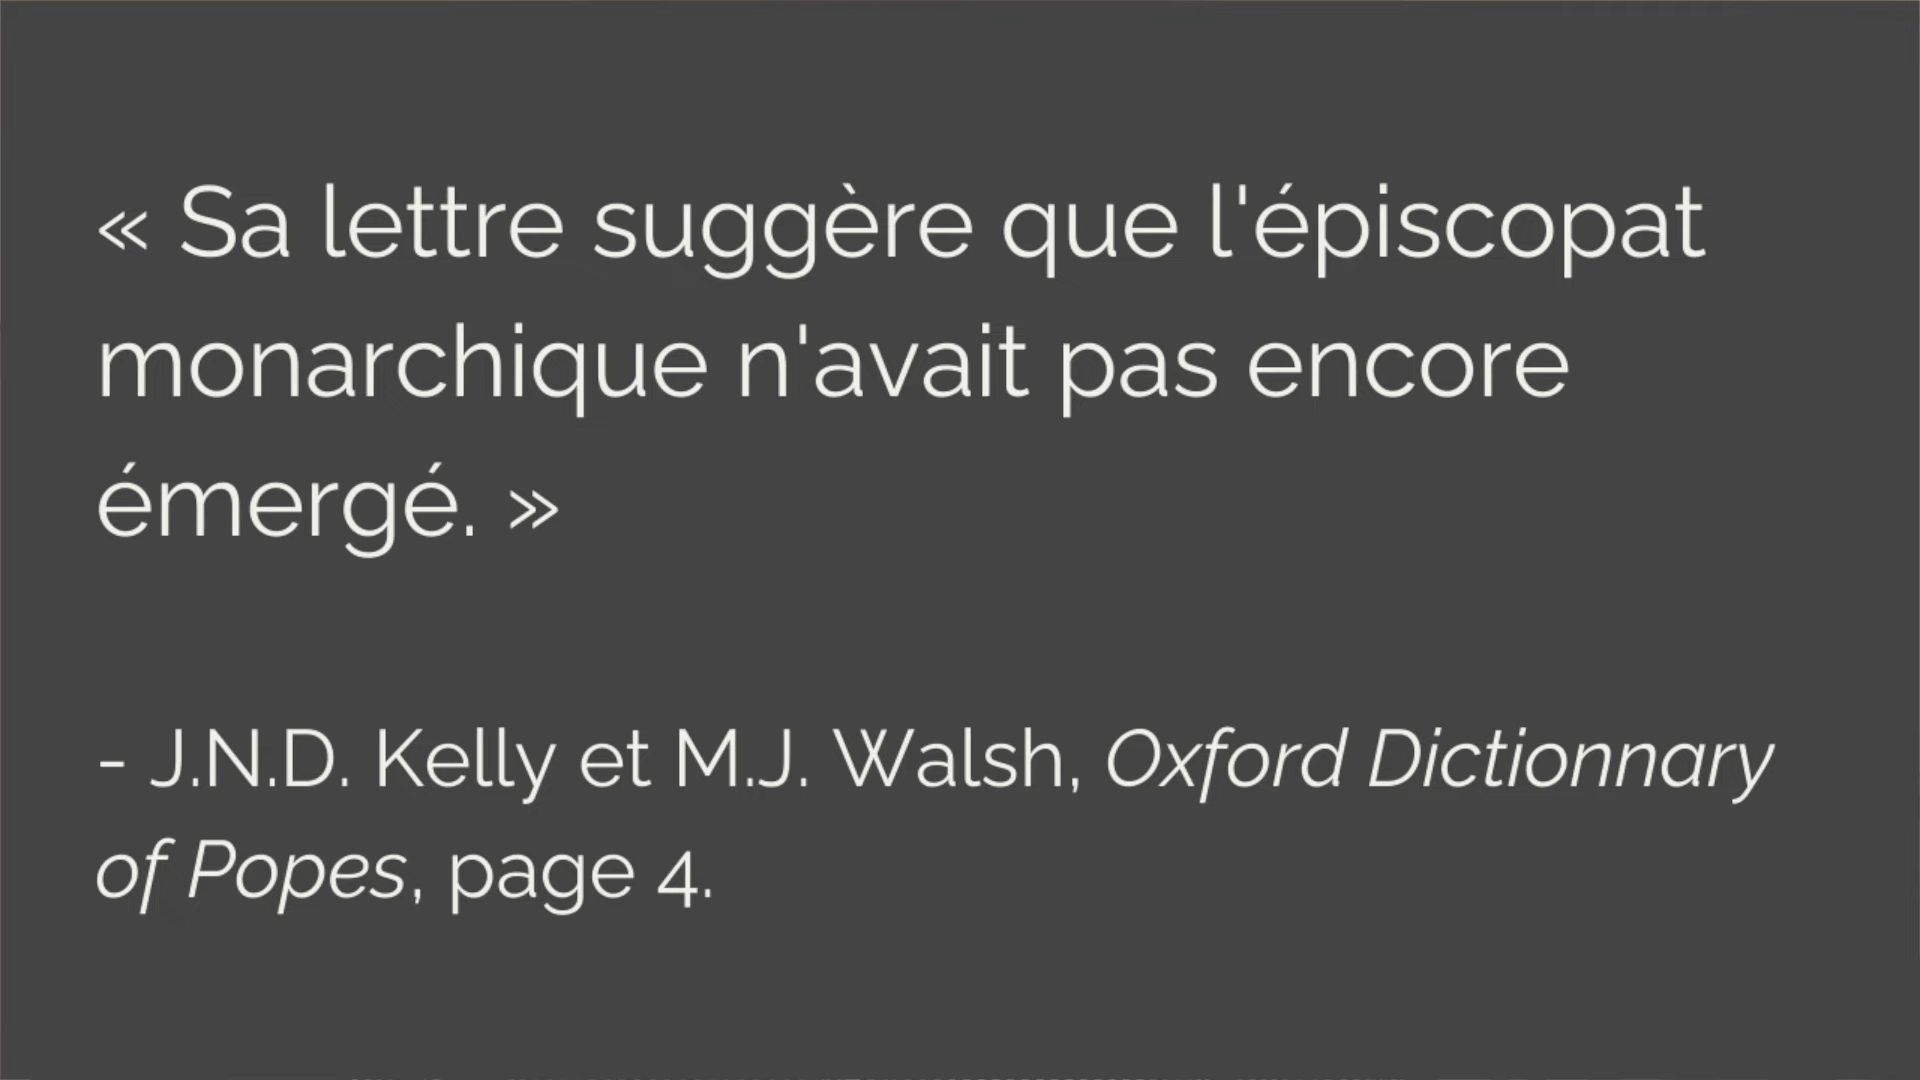 « Sa lettre suggère que l'épiscopat
monarchique n'avait pas encore
émergé. »
- J.N.D. Kelly et M.J. Walsh, Oxford Dictionnary
of Popes, page 4.